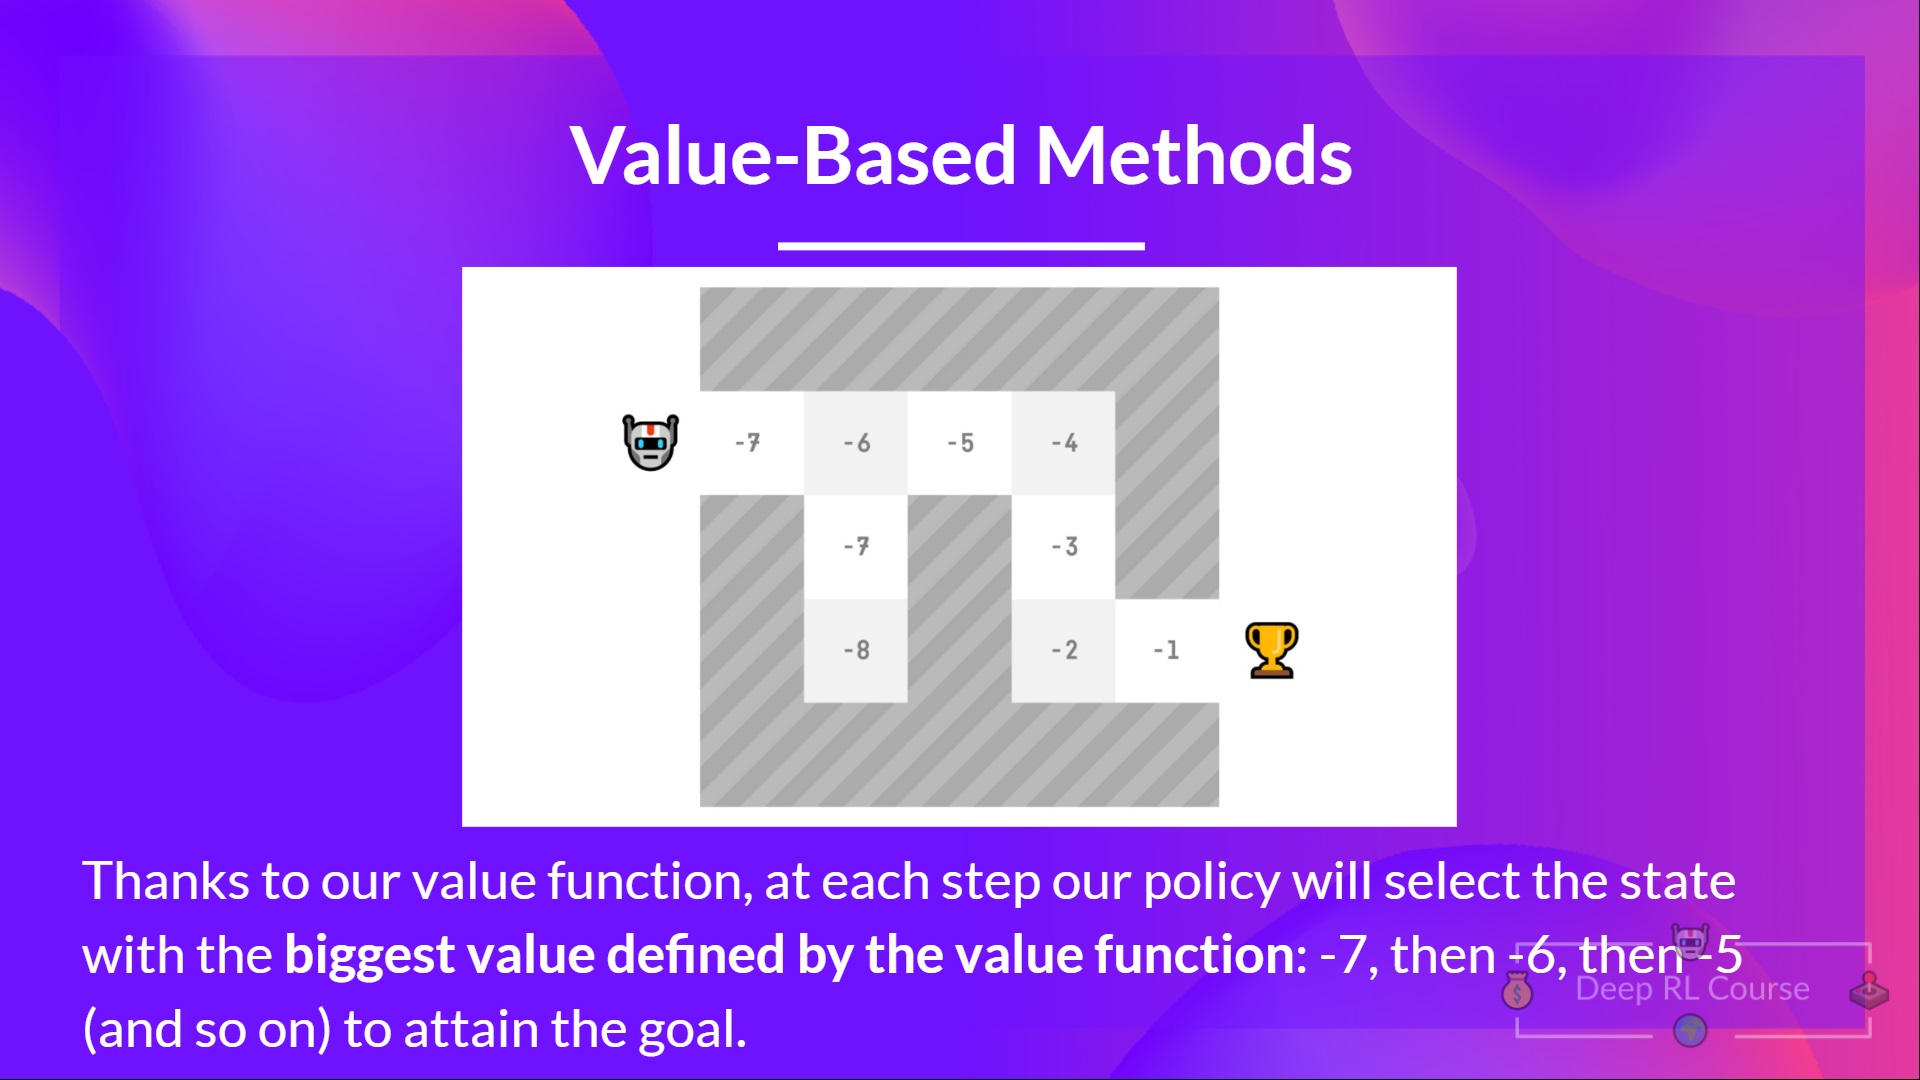 Value-Based Methods
-7 -6 -5 -4
-7 -3
-8 -2 -1
Thanks to our value function, at each step our policy will select the state
with the biggest value defined by the value function: -7, then -6, then -5
(and so on) to attain the goal.
Deep RL Course